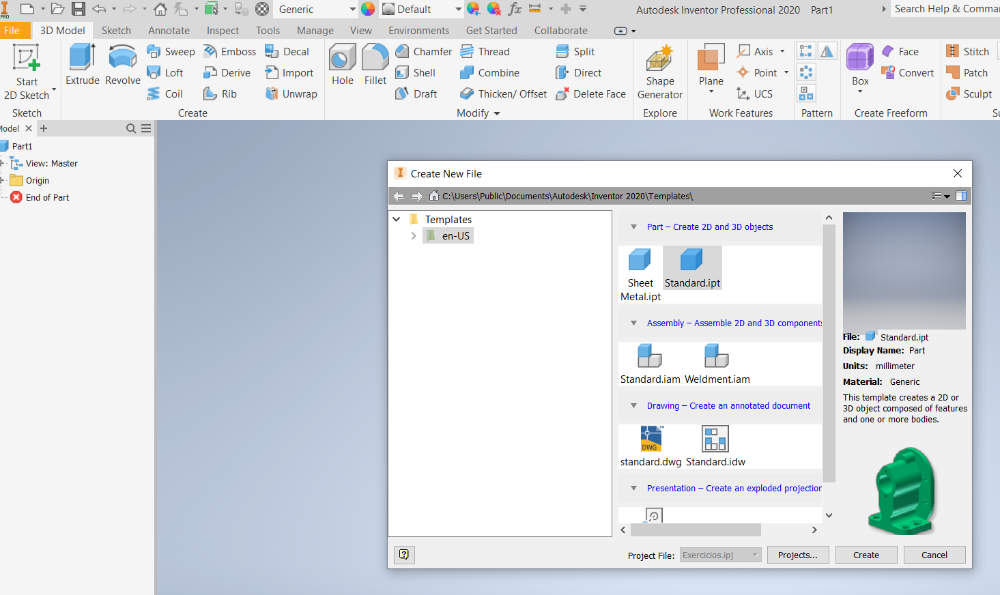 PRO
Generic
Default
fx
Autodesk Inventor Professional 2020 Part1
Search Help & Comma
File 3D Model Sketch Annotate Inspect Tools Manage View Environments Get Started Collaborate
Start
2D Sketch
Sketch
Extrude
Revolve
Sweep
Emboss
Decal
Loft
Derive
Import
Coil
Rib
Unwrap
Create
Hole
Fillet
Chamfer
Thread
Split
Shell
Combine
Direct
Draft
Thicken/ Offset
Delete Face
Modify
Shape
Generator
Explore
Plane
Axis
Point
UCS
Work Features
Pattern
Box
Face
Convert
Create Freeform
Stitch
Patch
Sculpt
Su
Model
Part1
View: Master
Origin
End of Part
Create New File
C:\Users\Public\Documents\Autodesk\Inventor 2020\Templates\
Templates
en-US
Part – Create 2D and 3D objects
Sheet
Metal.ipt
Standard.ipt
Assembly – Assemble 2D and 3D components
Standard.iam
Weldment.iam
Drawing – Create an annotated document
DWG
standard.dwg
Standard.idw
Presentation – Create an exploded projection
File: Standard.ipt
Display Name: Part
Units: millimeter
Material: Generic
This template creates a 2D or
3D object composed of features
and one or more bodies.
Project File: Exercicios.ipj
Projects...
Create
Cancel